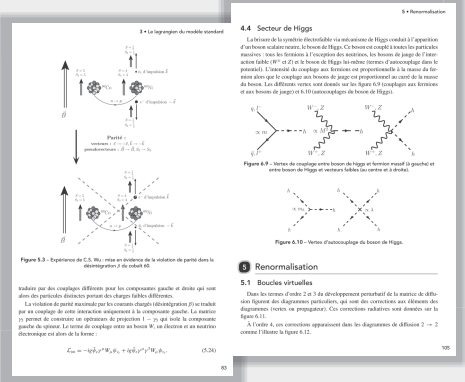 3 • Le lagrangien du modèle standard
Parité :
Figure 5.3 – Expérience de C.S. Wu : mise en évidence de la violation de parité dans la
désintégration β du cobalt 60.
traduira par des couplages différents pour les composantes gauche et droite qui sont
alors des particules distinctes portant des charges faibles différentes.
La violation de parité maximale par les courants chargés (désintégration β) se traduit
par un couplage de cette interaction uniquement à la composante gauche. La matrice
γ₅ permet de construire un opérateurs de projection 1 − γ₅ qui isole la composante
gauche du spineur. Le terme de couplage entre un boson W, un électron et un neutrino
électronique est alors de la forme :
(5.24)
83
5 • Renormalisation
4.4 Secteur de Higgs
La brisure de la symétrie électrofaible via mécanisme de Higgs conduit à l'apparition
d'un boson scalaire neutre, le boson de Higgs. Ce boson est couplé à toutes les particules
massives : tous les fermions à l'exception des neutrinos, les bosons de jauge de l'inter-
action faible (W± et Z) et le boson de Higgs lui-même (termes d'autocouplage dans le
potentiel). L'intensité du couplage aux fermions est proportionnelle à la masse du fer-
mion alors que le couplage aux bosons de jauge est proportionnel au carré de la masse
du boson. Les différents vertex sont donnés sur les figure 6.9 (couplages aux fermions
et aux bosons de jauge) et 6.10 (autocouplages du boson de Higgs).
Figure 6.9 – Vertex de couplage entre boson de higgs et fermion massif (à gauche) et
entre boson de Higgs et vecteurs faibles (au centre et à droite).
Figure 6.10 – Vertex d'autocouplage du boson de Higgs.
5 Renormalisation
5.1 Boucles virtuelles
Dans les termes d'ordre 2 et 3 du développement perturbatif de la matrice de diffu-
sion figurent des diagrammes particuliers, qui sont des corrections aux éléments des
diagrammes (vertex ou propagateur). Ces corrections radiatives sont données sur la
figure 6.11.
À l'ordre 4, ces corrections apparaissent dans les diagrammes de diffusion 2 → 2
comme l'illustre la figure 6.12.
105